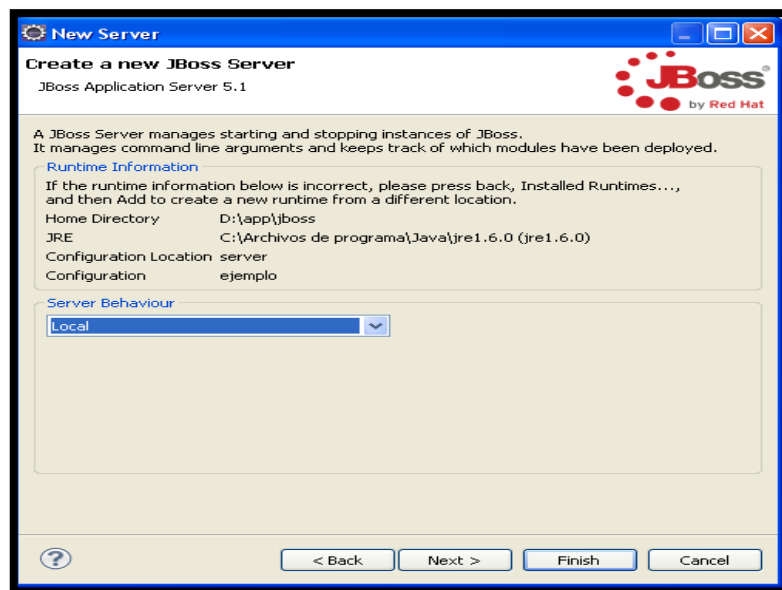 New Server
Create a new JBoss Server
JBoss Application Server 5.1
JBoss
by Red Hat
A JBoss Server manages starting and stopping instances of JBoss.
It manages command line arguments and keeps track of which modules have been deployed.
Runtime Information
If the runtime information below is incorrect, please press back, Installed Runtimes...,
and then Add to create a new runtime from a different location.
Home Directory D:\app\jboss
JRE C:\Archivos de programa\Java\jre1.6.0 (jre1.6.0)
Configuration Location server
Configuration ejemplo
Server Behaviour
Local
? < Back Next > Finish Cancel